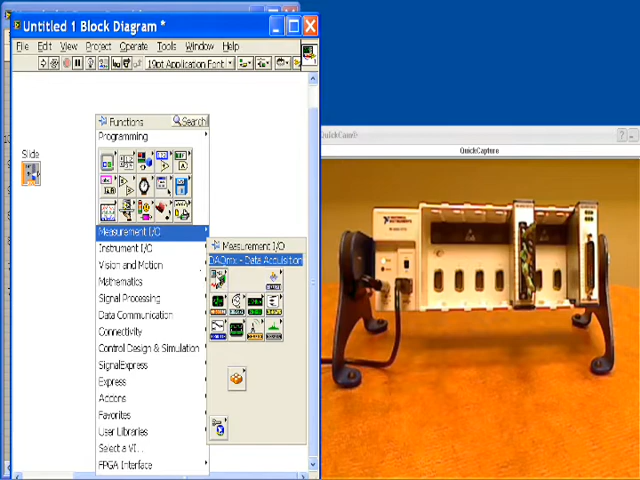 Untitled 1 Block Diagram *
File Edit View Project Operate Tools Window Help
19pt Application Font
Functions
Search
Programming
Slide
Measurement I/O
Instrument I/O
Vision and Motion
Mathematics
Signal Processing
Data Communication
Connectivity
Control Design & Simulation
SignalExpress
Express
Addons
Favorites
User Libraries
Select a VI...
FPGA Interface
Measurement I/O
DAQmx - Data Acquisition
QuickCapture